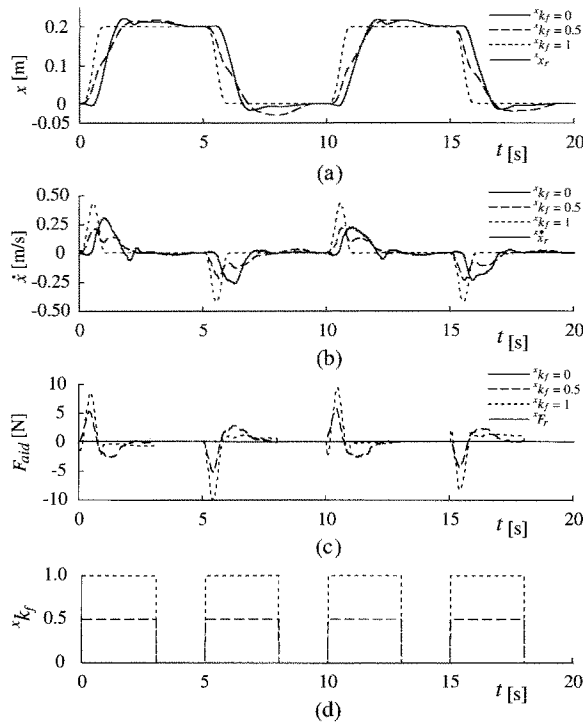 0.2
0
-0.05
x [m]
ˣk_f = 0
ˣk_f = 0.5
ˣk_f = 1
ˣx_r
0 5 10 15 20
t [s]
(a)
0.50
0.25
0
-0.25
-0.50
ẋ [m/s]
ˣk_f = 0
ˣk_f = 0.5
ˣk_f = 1
ˣẋ_r
0 5 10 15 20
t [s]
(b)
10
5
0
-5
-10
F_aid [N]
ˣk_f = 0
ˣk_f = 0.5
ˣk_f = 1
ˣF_r
0 5 10 15 20
t [s]
(c)
1.0
0.5
0
ˣk_f
0 5 10 15 20
t [s]
(d)